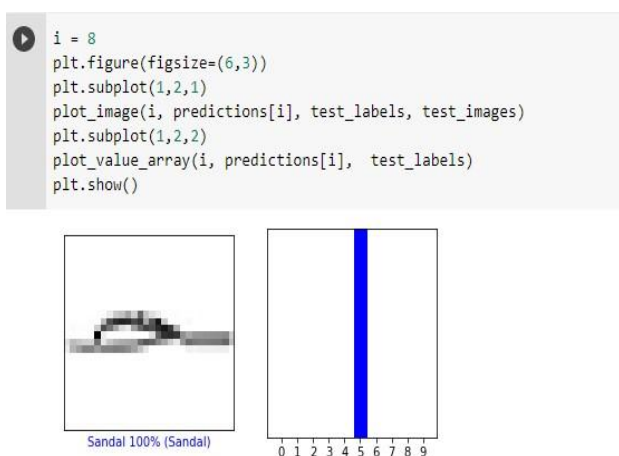 i = 8
plt.figure(figsize=(6,3))
plt.subplot(1,2,1)
plot_image(i, predictions[i], test_labels, test_images)
plt.subplot(1,2,2)
plot_value_array(i, predictions[i],  test_labels)
plt.show()
Sandal 100% (Sandal)
0 1 2 3 4 5 6 7 8 9